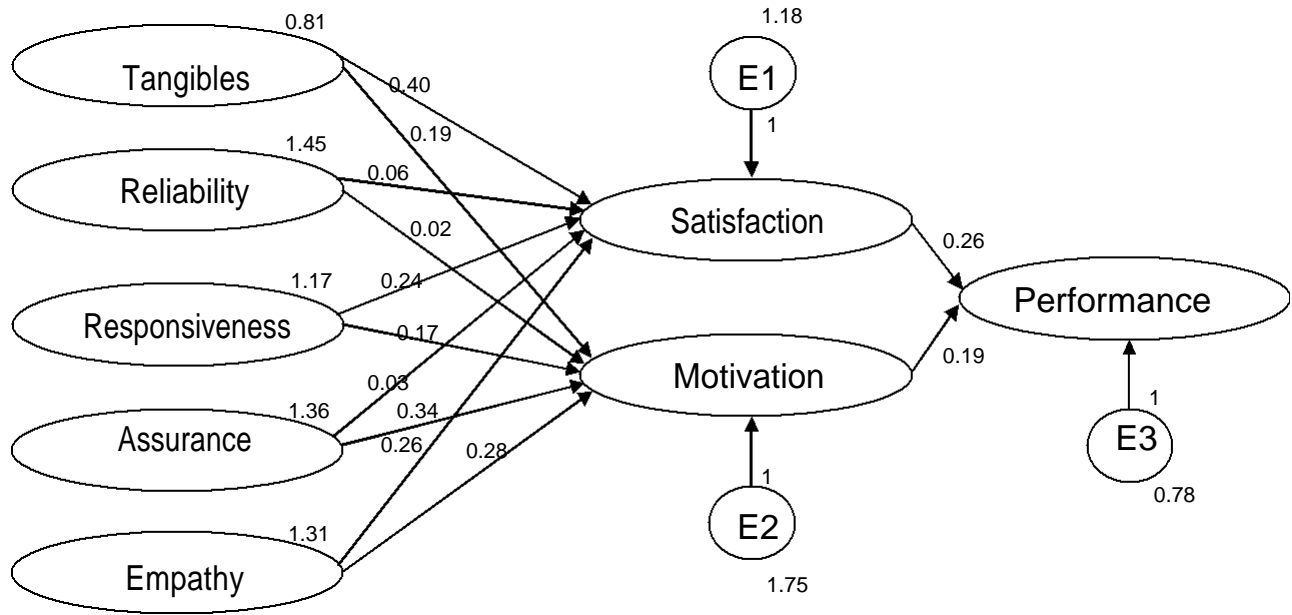 0.81
1.18
Tangibles
E1
0.40
1
0.19
1.45
0.06
Reliability
Satisfaction
0.02
0.26
1.17
0.24
Responsiveness
Performance
0.17
0.19
Motivation
0.03
1.36
0.34
1
Assurance
0.26
0.28
E3
1
0.78
1.31
E2
Empathy
1.75